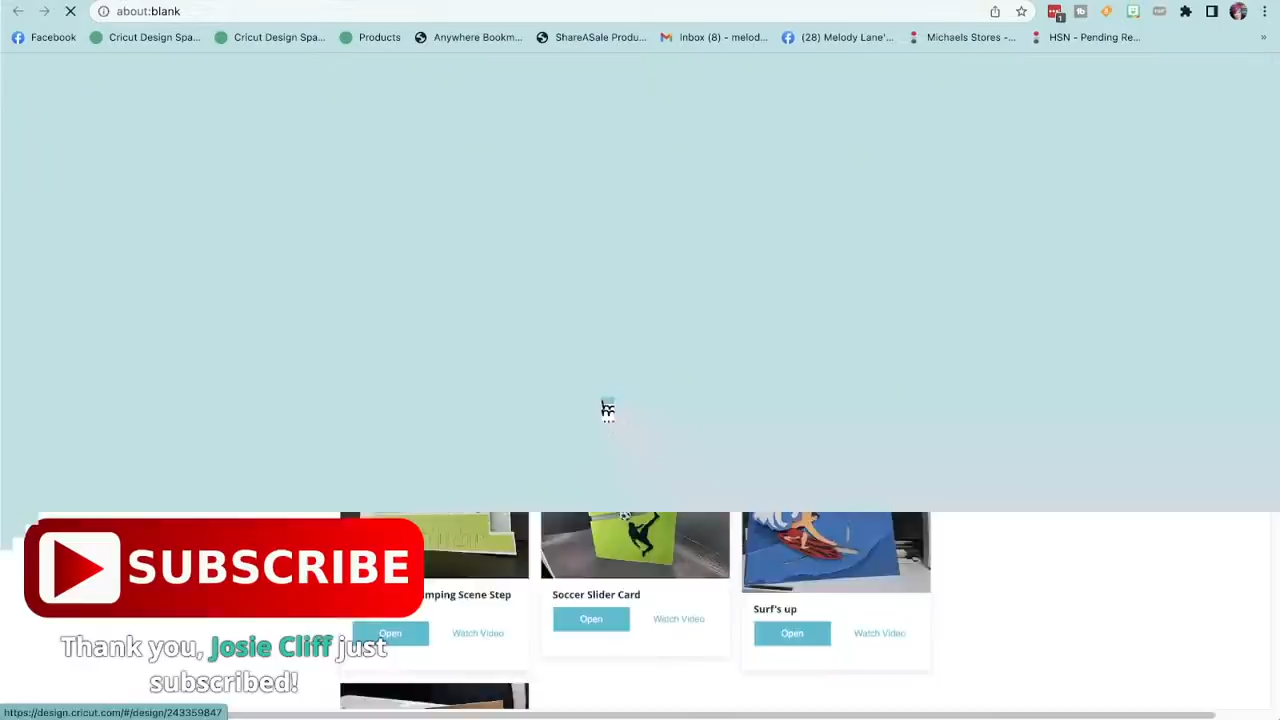 about:blank
1
Facebook
Cricut Design Spa...
Cricut Design Spa...
Products
Anywhere Bookm...
ShareASale Produ...
Inbox (8) – melod...
(28) Melody Lane'...
Michaels Stores –...
HSN - Pending Re...
»
SUBSCRIBE
Thank you, Josie Cliff just
subscribed!
mping Scene Step
Open
Watch Video
Soccer Slider Card
Open
Watch Video
Surf's up
Open
Watch Video
https://design.cricut.com/#/design/243359847